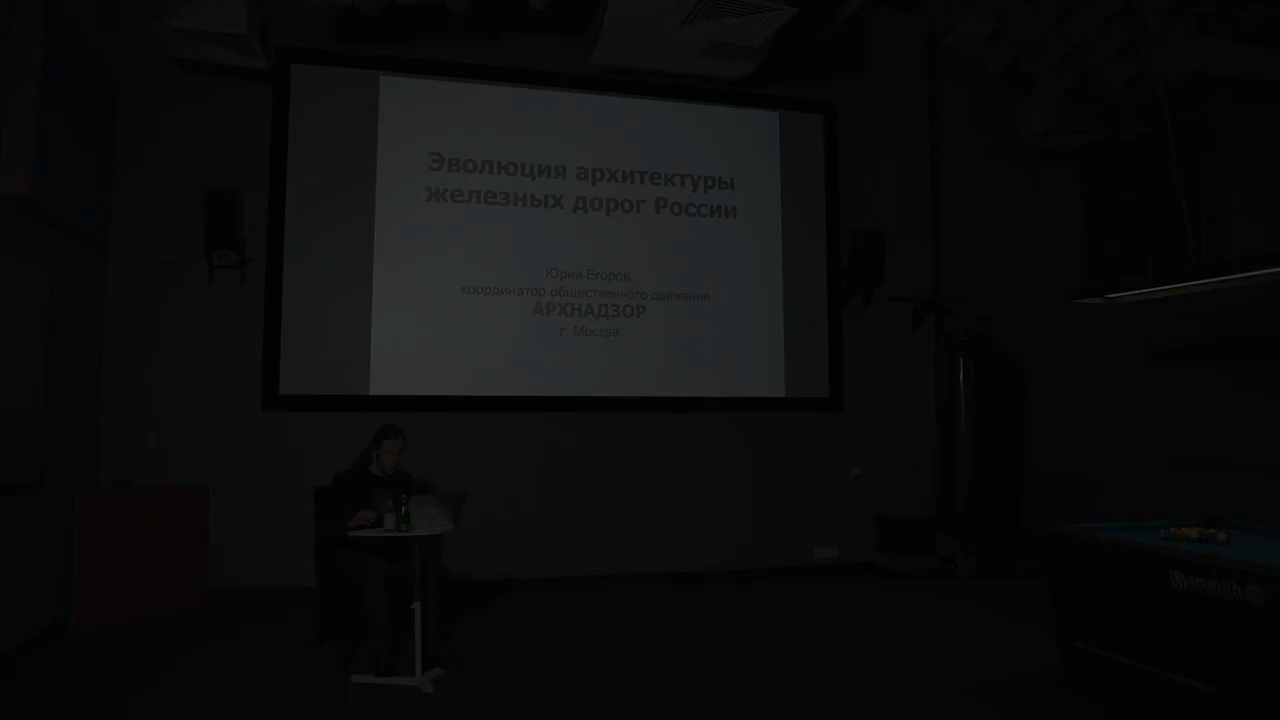 Эволюция архитектуры
железных дорог России
Юрий Егоров,
координатор общественного движения
АРХНАДЗОР
г. Москва